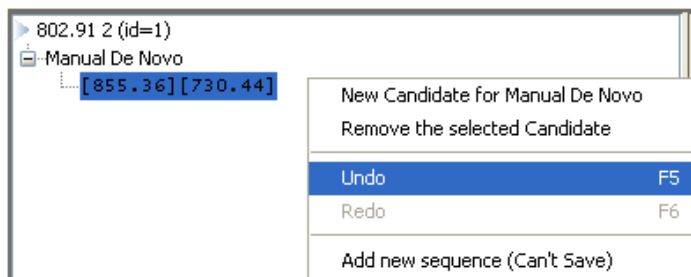 802.91 2 (id=1)
Manual De Novo
[855.36][730.44]
New Candidate for Manual De Novo
Remove the selected Candidate
Undo F5
Redo F6
Add new sequence (Can't Save)